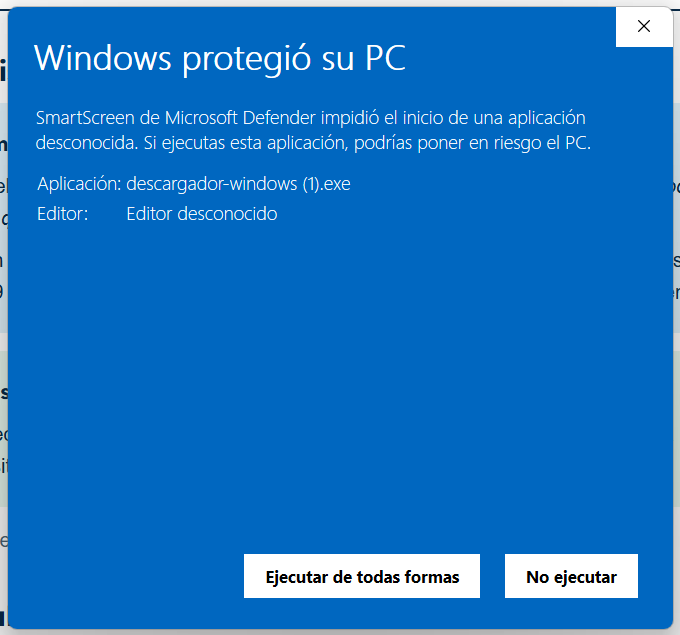 Windows protegió su PC
SmartScreen de Microsoft Defender impidió el inicio de una aplicación
desconocida. Si ejecutas esta aplicación, podrías poner en riesgo el PC.
Aplicación: descargador-windows (1).exe
Editor: Editor desconocido
Ejecutar de todas formas
No ejecutar